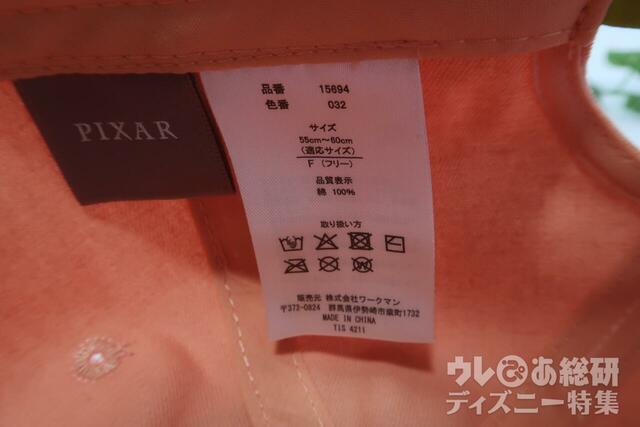 PIXAR
品番 15694
色番 032
サイズ
55cm～60cm
(適応サイズ)
F (フリー)
品質表示
綿 100%
取り扱い方
販売元 株式会社ワークマン
〒372-0824 群馬県伊勢崎市柴町1732
MADE IN CHINA
TIS 4211
ウレぴあ総研
ディズニー特集